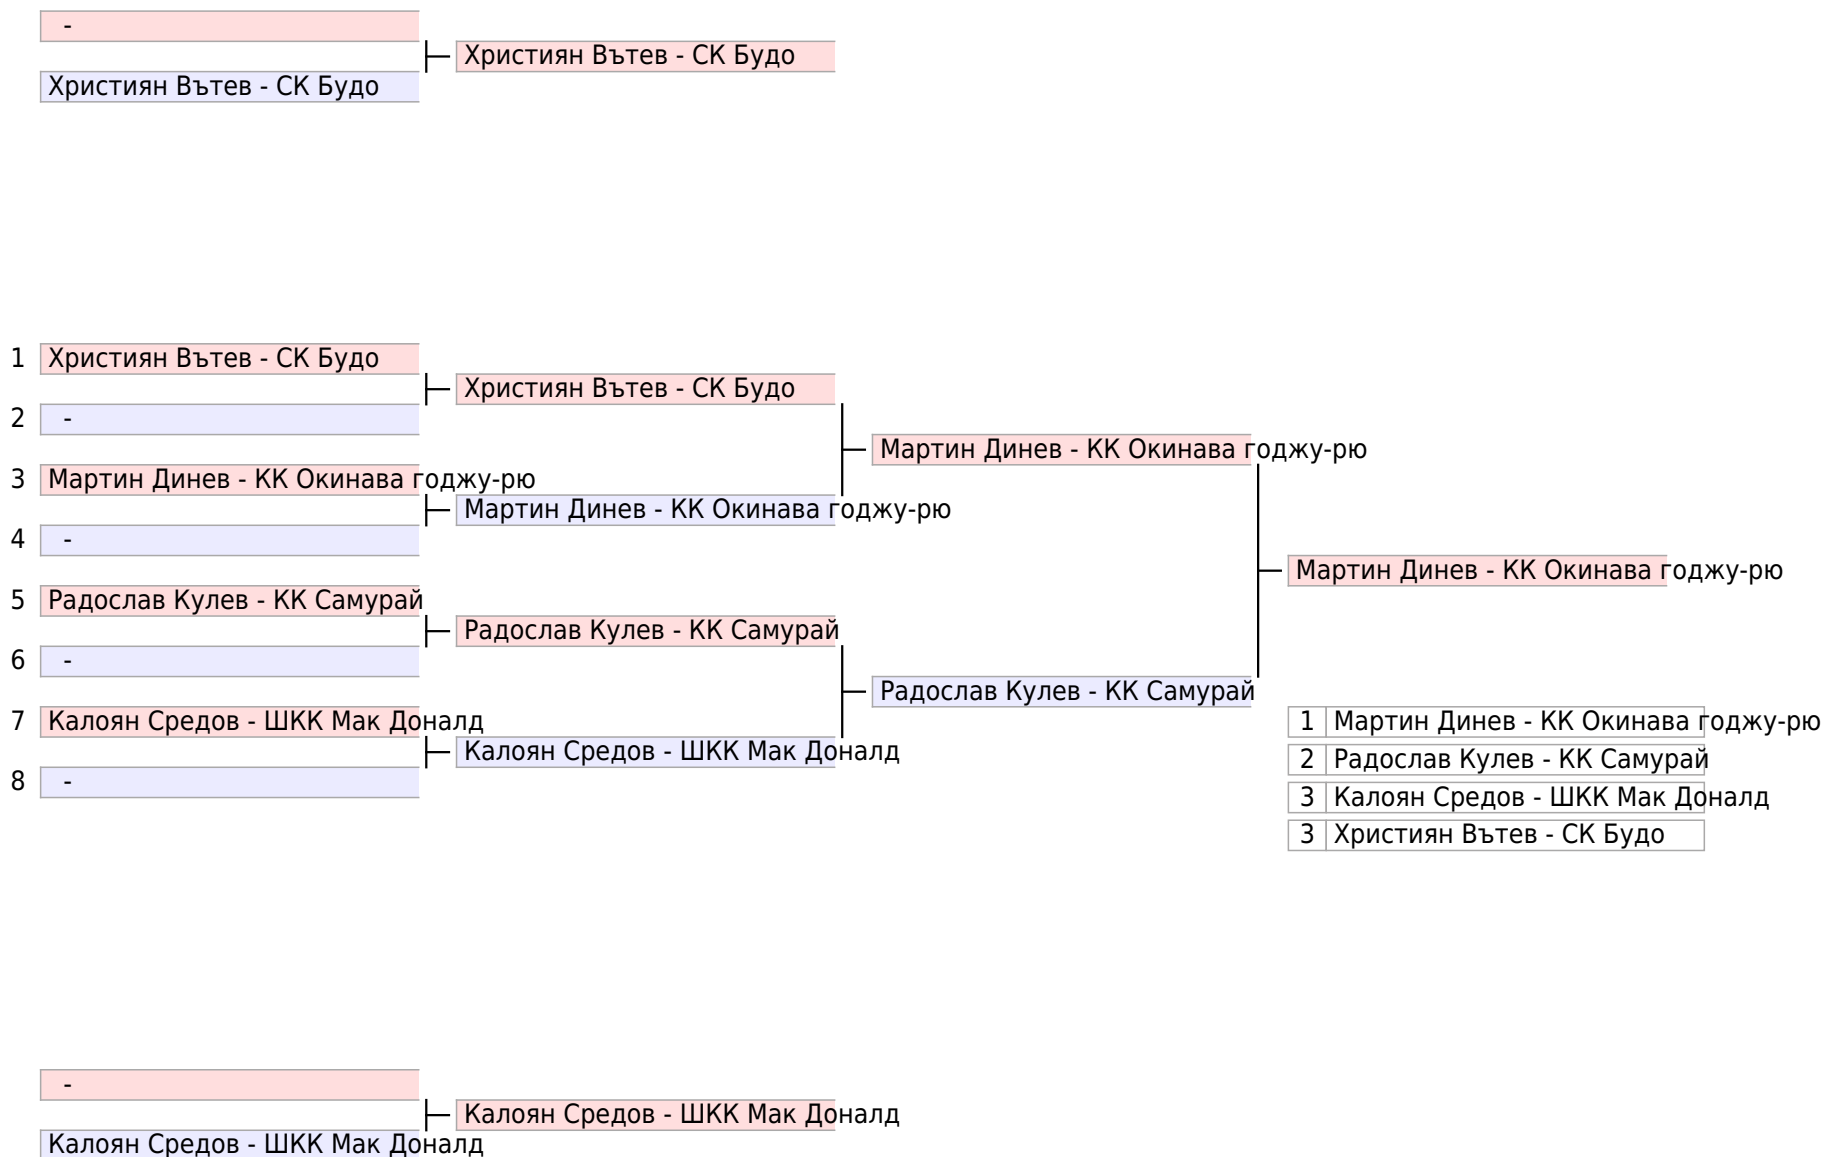 -
Християн Вътев - СК Будо
Християн Вътев - СК Будо
1 Християн Вътев - СК Будо
Християн Вътев - СК Будо
2 -
Мартин Динев - КК Окинава годжу-рю
3 Мартин Динев - КК Окинава годжу-рю
Мартин Динев - КК Окинава годжу-рю
4 -
Мартин Динев - КК Окинава годжу-рю
5 Радослав Кулев - КК Самурай
Радослав Кулев - КК Самурай
6 -
Радослав Кулев - КК Самурай
7 Калоян Средов - ШКК Мак Доналд
Калоян Средов - ШКК Мак Доналд
8 -
1 Мартин Динев - КК Окинава годжу-рю
2 Радослав Кулев - КК Самурай
3 Калоян Средов - ШКК Мак Доналд
3 Християн Вътев - СК Будо
-
Калоян Средов - ШКК Мак Доналд
Калоян Средов - ШКК Мак Доналд